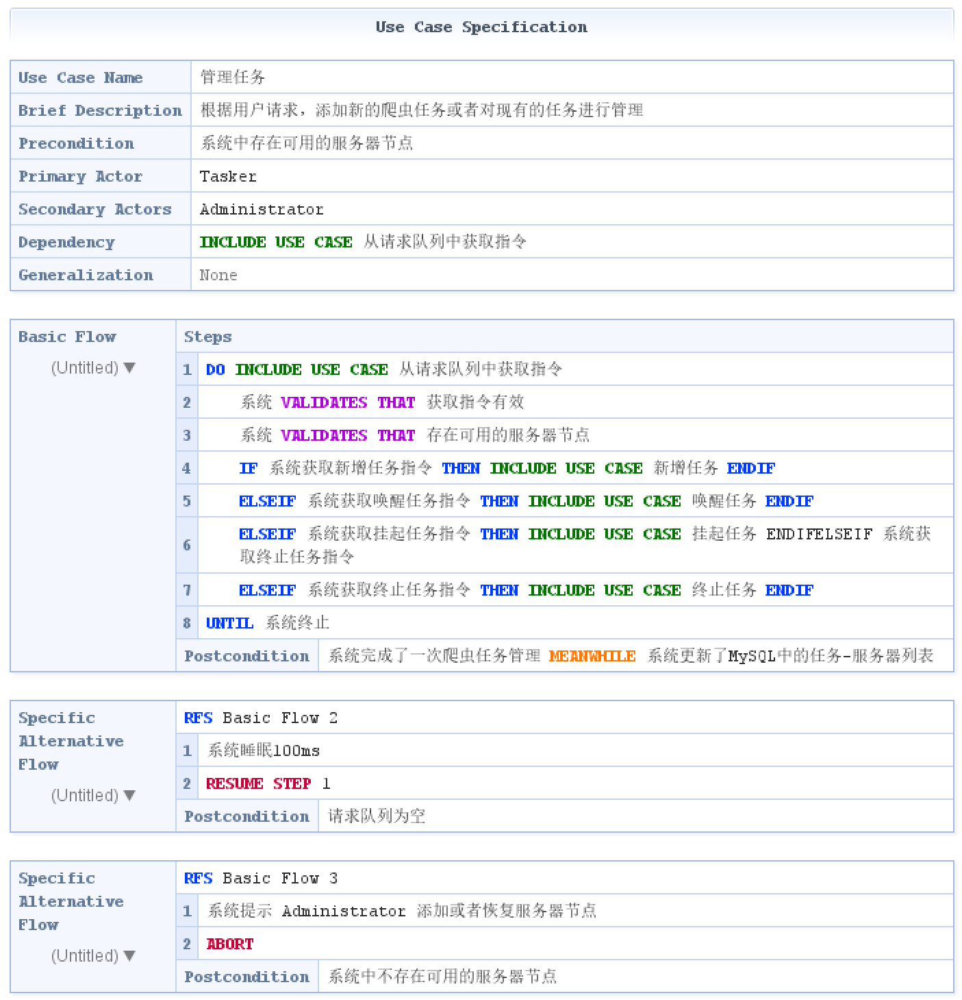 Use Case Specification
Use Case Name 管理任务
Brief Description 根据用户请求，添加新的爬虫任务或者对现有的任务进行管理
Precondition 系统中存在可用的服务器节点
Primary Actor Tasker
Secondary Actors Administrator
Dependency INCLUDE USE CASE 从请求队列中获取指令
Generalization None
Basic Flow Steps
(Untitled) ▼
1 DO INCLUDE USE CASE 从请求队列中获取指令
2 系统 VALIDATES THAT 获取指令有效
3 系统 VALIDATES THAT 存在可用的服务器节点
4 IF 系统获取新增任务指令 THEN INCLUDE USE CASE 新增任务 ENDIF
5 ELSEIF 系统获取唤醒任务指令 THEN INCLUDE USE CASE 唤醒任务 ENDIF
6 ELSEIF 系统获取挂起任务指令 THEN INCLUDE USE CASE 挂起任务 ENDIFELSEIF 系统获
取终止任务指令
7 ELSEIF 系统获取终止任务指令 THEN INCLUDE USE CASE 终止任务 ENDIF
8 UNTIL 系统终止
Postcondition 系统完成了一次爬虫任务管理 MEANWHILE 系统更新了MySQL中的任务-服务器列表
Specific
Alternative
Flow
(Untitled) ▼
RFS Basic Flow 2
1 系统睡眠100ms
2 RESUME STEP 1
Postcondition 请求队列为空
Specific
Alternative
Flow
(Untitled) ▼
RFS Basic Flow 3
1 系统提示 Administrator 添加或者恢复服务器节点
2 ABORT
Postcondition 系统中不存在可用的服务器节点